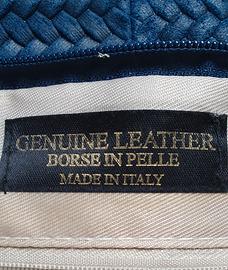 GENUINE LEATHER
BORSE IN PELLE
MADE IN ITALY